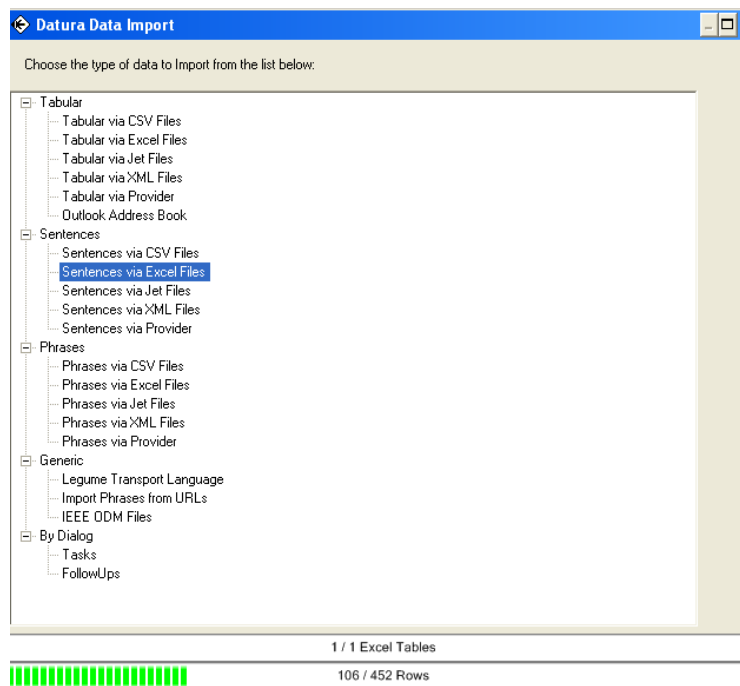 Datura Data Import
Choose the type of data to Import from the list below:
Tabular
Tabular via CSV Files
Tabular via Excel Files
Tabular via Jet Files
Tabular via XML Files
Tabular via Provider
Outlook Address Book
Sentences
Sentences via CSV Files
Sentences via Excel Files
Sentences via Jet Files
Sentences via XML Files
Sentences via Provider
Phrases
Phrases via CSV Files
Phrases via Excel Files
Phrases via Jet Files
Phrases via XML Files
Phrases via Provider
Generic
Legume Transport Language
Import Phrases from URLs
IEEE ODM Files
By Dialog
Tasks
FollowUps
1 / 1 Excel Tables
106 / 452 Rows